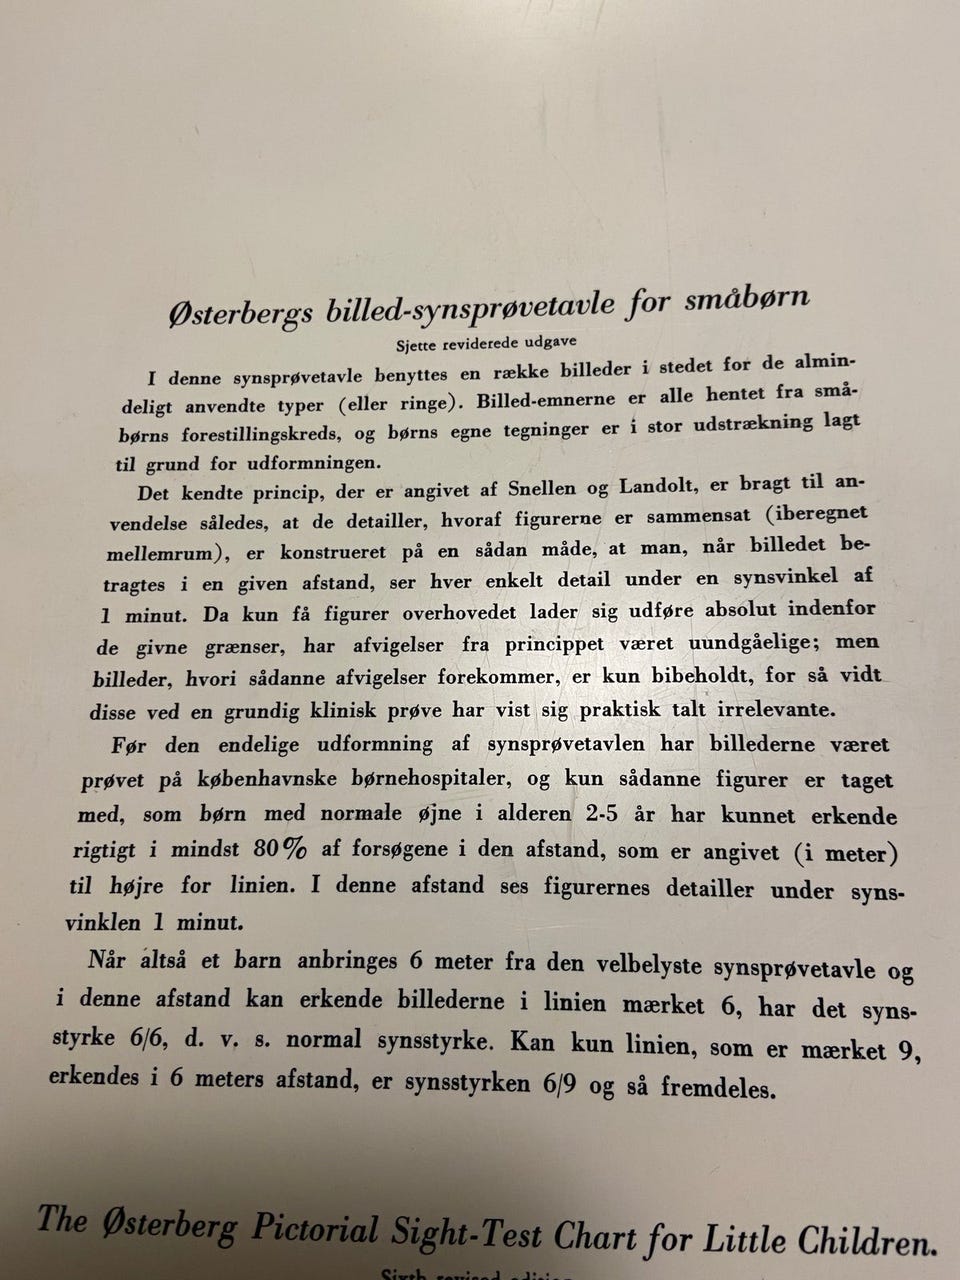 Østerbergs billed-synsprøvetavle for småbørn
Sjette reviderede udgave
I denne synsprøvetavle benyttes en række billeder i stedet for de almin-
deligt anvendte typer (eller ringe). Billed-emnerne er alle hentet fra små-
børns forestillingskreds, og børns egne tegninger er i stor udstrækning lagt
til grund for udformningen.
Det kendte princip, der er angivet af Snellen og Landolt, er bragt til an-
vendelse således, at de detailler, hvoraf figurerne er sammensat (iberegnet
mellemrum), er konstrueret på en sådan måde, at man, når billedet be-
tragtes i en given afstand, ser hver enkelt detail under en synsvinkel af
1 minut. Da kun få figurer overhovedet lader sig udføre absolut indenfor
de givne grænser, har afvigelser fra princippet været uundgåelige; men
billeder, hvori sådanne afvigelser forekommer, er kun bibeholdt, for så vidt
disse ved en grundig klinisk prøve har vist sig praktisk talt irrelevante.
Før den endelige udformning af synsprøvetavlen har billederne været
prøvet på københavnske børnehospitaler, og kun sådanne figurer er taget
med, som børn med normale øjne i alderen 2-5 år har kunnet erkende
rigtigt i mindst 80% af forsøgene i den afstand, som er angivet (i meter)
til højre for linien. I denne afstand ses figurernes detailler under syns-
vinklen 1 minut.
Når altså et barn anbringes 6 meter fra den velbelyste synsprøvetavle og
i denne afstand kan erkende billederne i linien mærket 6, har det syns-
styrke 6/6, d. v. s. normal synsstyrke. Kan kun linien, som er mærket 9,
erkendes i 6 meters afstand, er synsstyrken 6/9 og så fremdeles.
The Østerberg Pictorial Sight-Test Chart for Little Children.
Sixth revised edition